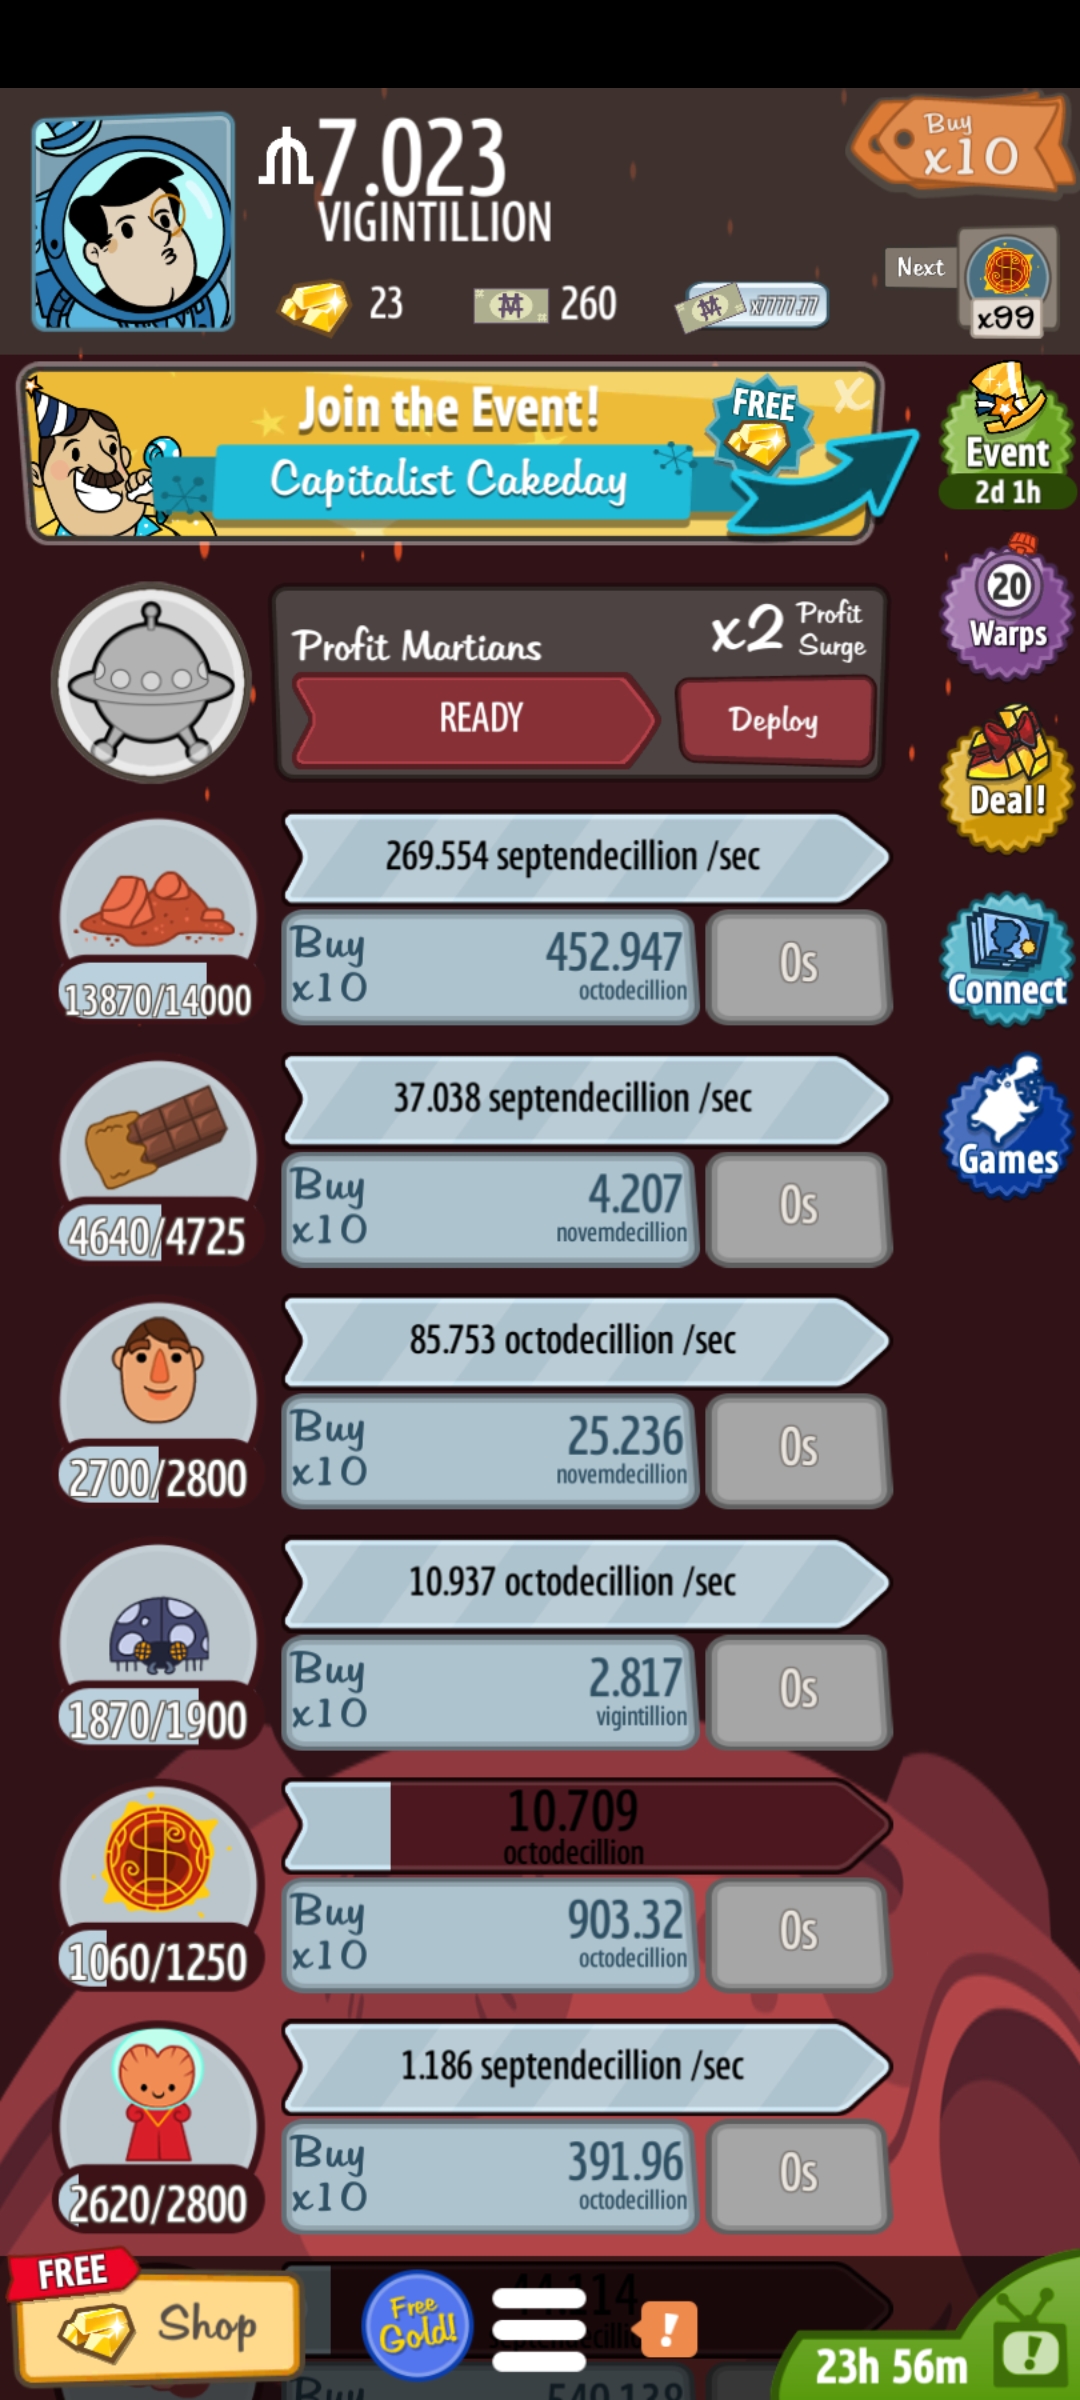 7.023
VIGINTILLION
Buy
x10
23
260
x7777.77
Next
x99
Join the Event!
Capitalist Cakeday
FREE
x
Event
2d 1h
Profit Martians
x2 Profit
Surge
READY
Deploy
20
Warps
Deal!
269.554 septendecillion /sec
Buy
x10
452.947
octodecillion
0s
13870/14000
Connect
37.038 septendecillion /sec
Buy
x10
4.207
novemdecillion
0s
4640/4725
Games
85.753 octodecillion /sec
Buy
x10
25.236
novemdecillion
0s
2700/2800
10.937 octodecillion /sec
Buy
x10
2.817
vigintillion
0s
1870/1900
10.709
octodecillion
Buy
x10
903.32
octodecillion
0s
1060/1250
1.186 septendecillion /sec
Buy
x10
391.96
octodecillion
0s
2620/2800
FREE
Shop
Free
Gold!
!
23h 56m
!
Buy